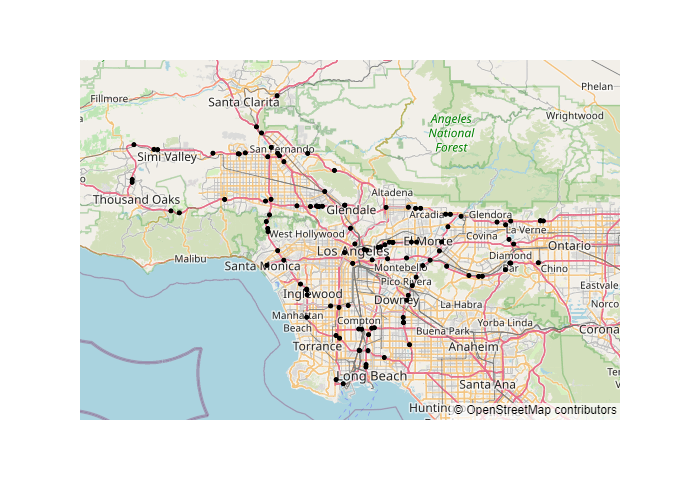 Phelan
Fillmore
Santa Clarita
Wrightwood
Angeles
National
Forest
San Fernando
Simi Valley
Thousand Oaks
Altadena
Glendale
Arcadia
Glendora
West Hollywood
Covina
La Verne
Los Angeles
El Monte
Ontario
Malibu
Santa Monica
Montebello
Diamond
Bar
Chino
Pico Rivera
Eastvale
Inglewood
Downey
La Habra
Norco
Manhattan
Beach
Compton
Yorba Linda
Buena Park
Corona
Torrance
Anaheim
Long Beach
Santa Ana
© OpenStreetMap contributors